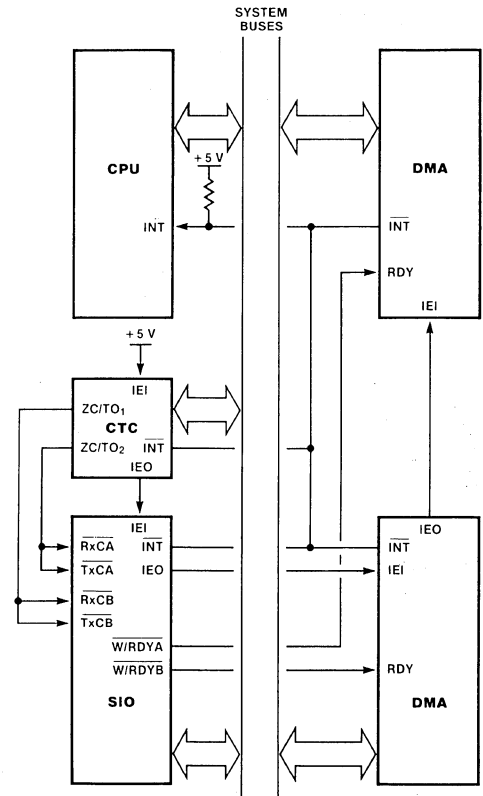 SYSTEM
BUSES
CPU
+ 5 V
INT
DMA
INT
RDY
IEI
+ 5 V
IEI
ZC/TO1
CTC
ZC/TO2
INT
IEO
IEI
RxCA
INT
TxCA
IEO
RxCB
TxCB
W/RDYA
W/RDYB
SIO
IEO
INT
IEI
RDY
DMA